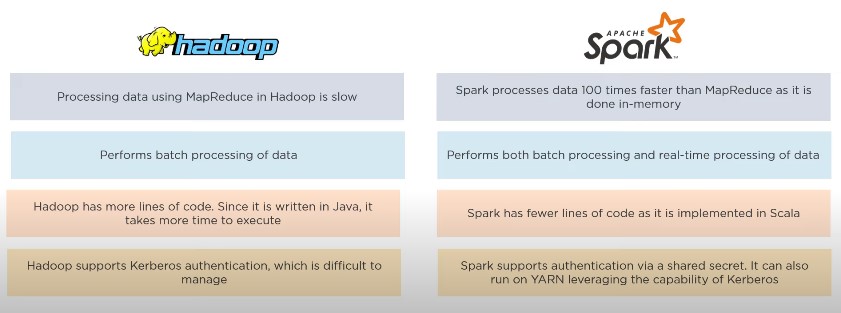 hadoop
APACHE
Spark
TM
Processing data using MapReduce in Hadoop is slow
Spark processes data 100 times faster than MapReduce as it is
done in-memory
Performs batch processing of data
Performs both batch processing and real-time processing of data
Hadoop has more lines of code. Since it is written in Java, it
takes more time to execute
Spark has fewer lines of code as it is implemented in Scala
Hadoop supports Kerberos authentication, which is difficult to
manage
Spark supports authentication via a shared secret. It can also
run on YARN leveraging the capability of Kerberos